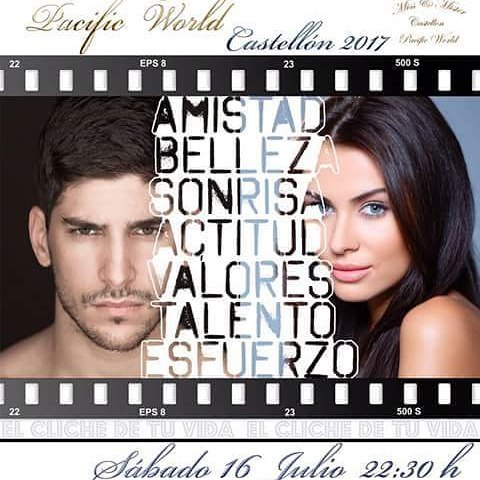 Pacific World
Castellón 2017
Miss & Mister
Castellon
Pacific World
22 EPS 8 23 500 S
AMISTAD
BELLEZA
SONRISA
ACTITUD
VALORES
TALENTO
ESFUERZO
22 EPS 8 23 500 S
EL CLICHE DE TU VIDA EL CLICHE DE TU VIDA
Sábado 16 Julio 22:30 h